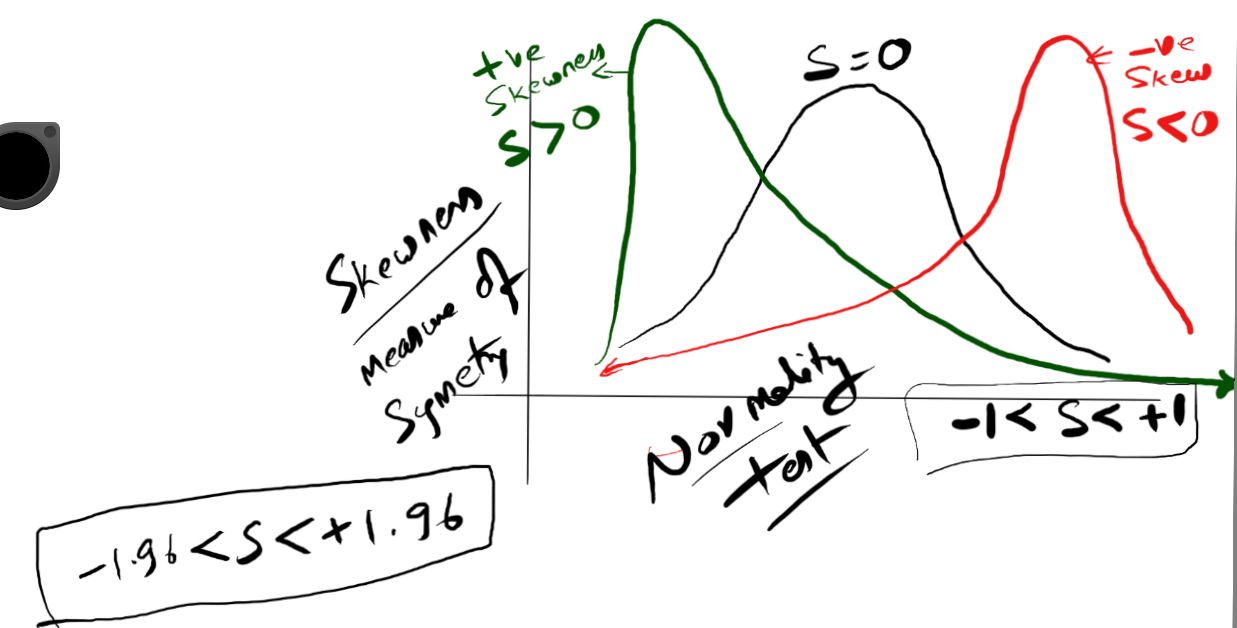 +ve
Skewness
S>0
S=0
-ve
Skew
S<0
Skewness
Measure of
Symetry
Normality
test
-1< S< +1
-1.96 <S< +1.96